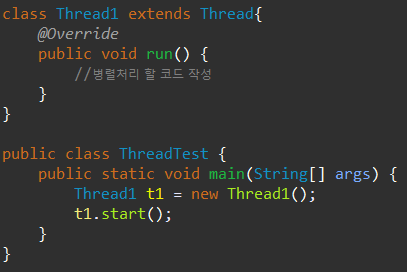 class Thread1 extends Thread{
@Override
public void run() {
//병렬처리 할 코드 작성
}
}
public class ThreadTest {
public static void main(String[] args) {
Thread1 t1 = new Thread1();
t1.start();
}
}